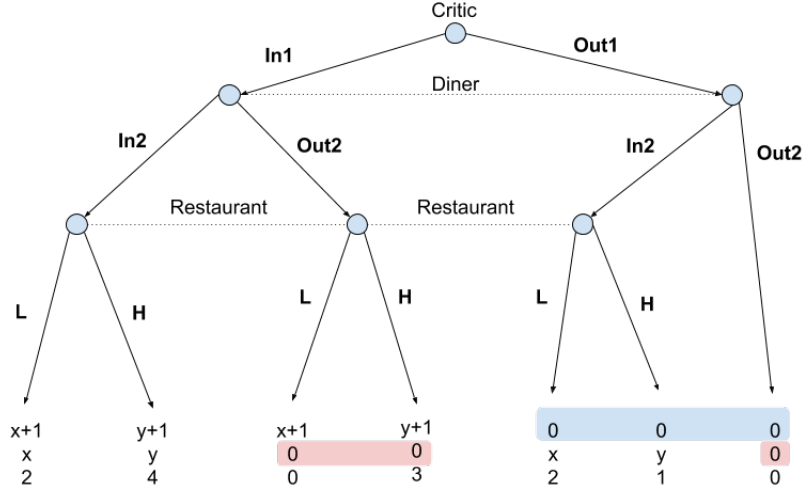 Critic
In1
Out1
Diner
In2
Out2
In2
Out2
Restaurant
Restaurant
L
H
L
H
L
H
x+1 y+1 x+1 y+1 0 0 0
x y 0 0 x y 0
2 4 0 3 2 1 0